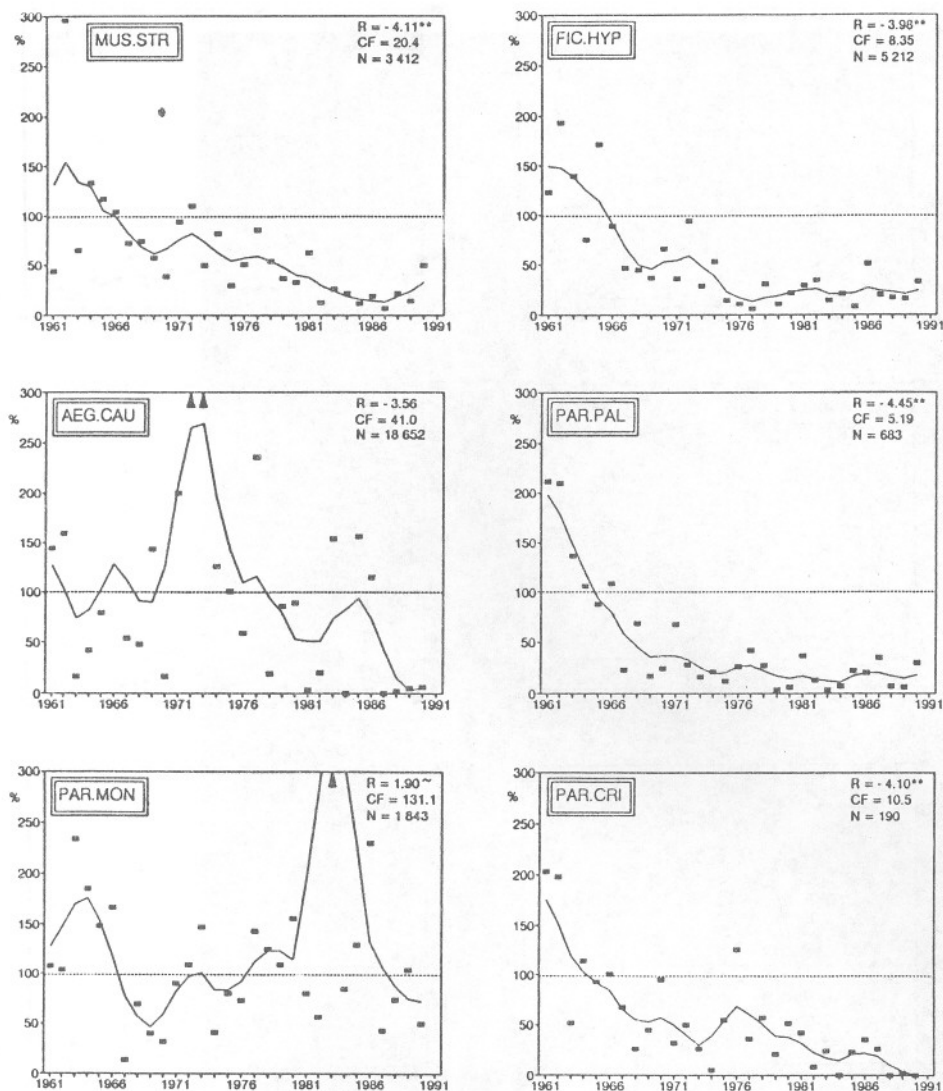 300
%
250
200
150
100
50
0
MUS.STR
R = - 4.11**
CF = 20.4
N = 3 412
1961 1966 1971 1976 1981 1986 1991
300
%
250
200
150
100
50
0
FIC.HYP
R = - 3.98**
CF = 8.35
N = 5 212
1961 1966 1971 1976 1981 1986 1991
300
%
250
200
150
100
50
0
AEG.CAU
R = - 3.56
CF = 41.0
N = 18 652
1961 1966 1971 1976 1981 1986 1991
300
%
250
200
150
100
50
0
PAR.PAL
R = - 4.45**
CF = 5.19
N = 683
1961 1966 1971 1976 1981 1986 1991
300
%
250
200
150
100
50
0
PAR.MON
R = 1.90~
CF = 131.1
N = 1 843
1961 1966 1971 1976 1981 1986 1991
300
%
250
200
150
100
50
0
PAR.CRI
R = - 4.10**
CF = 10.5
N = 190
1961 1966 1971 1976 1981 1986 1991